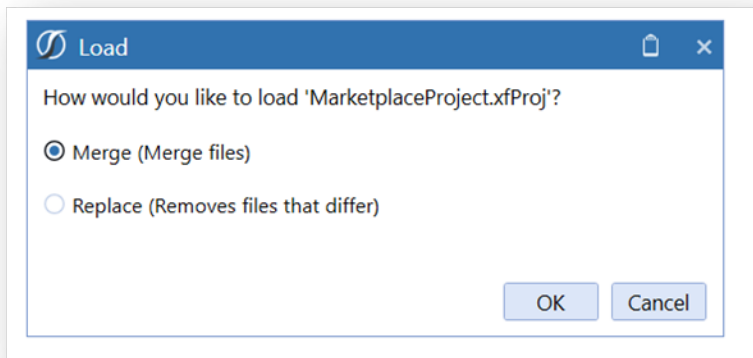 Load
How would you like to load 'MarketplaceProject.xfProj'?
Merge (Merge files)
Replace (Removes files that differ)
OK
Cancel